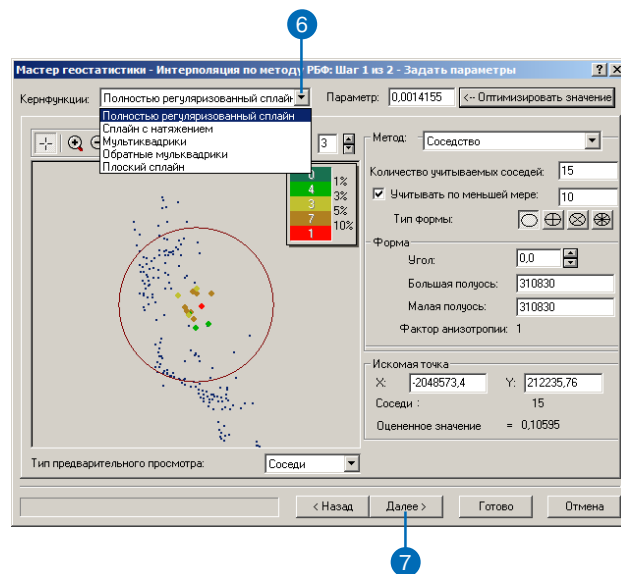 6
Мастер геостатистики - Интерполяция по методу РБФ: Шаг 1 из 2 - Задать параметры
Кернфункции: Полностью регуляризованный сплайн Параметр: 0,0014155 <-- Оптимизировать значение
Полностью регуляризованный сплайн
Сплайн с натяжением
Мультиквадрики
Обратные мульквадрики
Плоский сплайн
3
4
3
7
1
1%
3%
5%
10%
Метод: Соседство
Количество учитываемых соседей: 15
Учитывать по меньшей мере: 10
Тип формы:
Форма
Угол: 0,0
Большая полуось: 310830
Малая полуось: 310830
Фактор анизотропии: 1
Искомая точка
X: -2048573,4 Y: 212235,76
Соседи : 15
Оцененное значение = 0,10595
Тип предварительного просмотра: Соседи
< Назад Далее > Готово Отмена
7